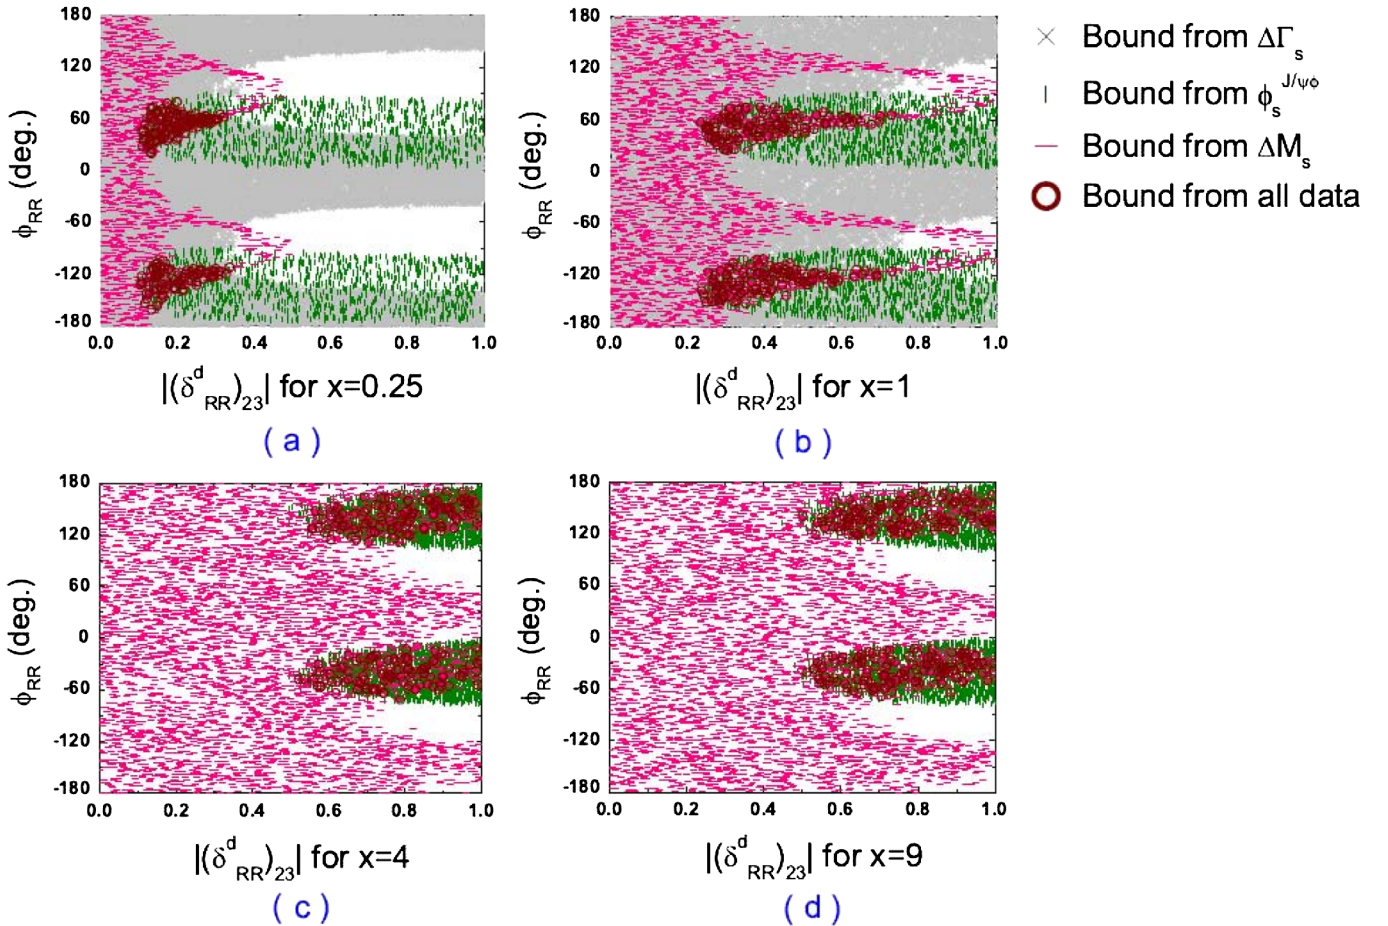 180
120
60
0
-60
-120
-180
ϕRR (deg.)
0.0 0.2 0.4 0.6 0.8 1.0
|(δdRR)23| for x=0.25
( a )
180
120
60
0
-60
-120
-180
ϕRR (deg.)
0.0 0.2 0.4 0.6 0.8 1.0
|(δdRR)23| for x=1
( b )
Bound from ΔΓs
Bound from ϕsJ/ψϕ
Bound from ΔMs
Bound from all data
180
120
60
0
-60
-120
-180
ϕRR (deg.)
0.0 0.2 0.4 0.6 0.8 1.0
|(δdRR)23| for x=4
( c )
180
120
60
0
-60
-120
-180
ϕRR (deg.)
0.0 0.2 0.4 0.6 0.8 1.0
|(δdRR)23| for x=9
( d )